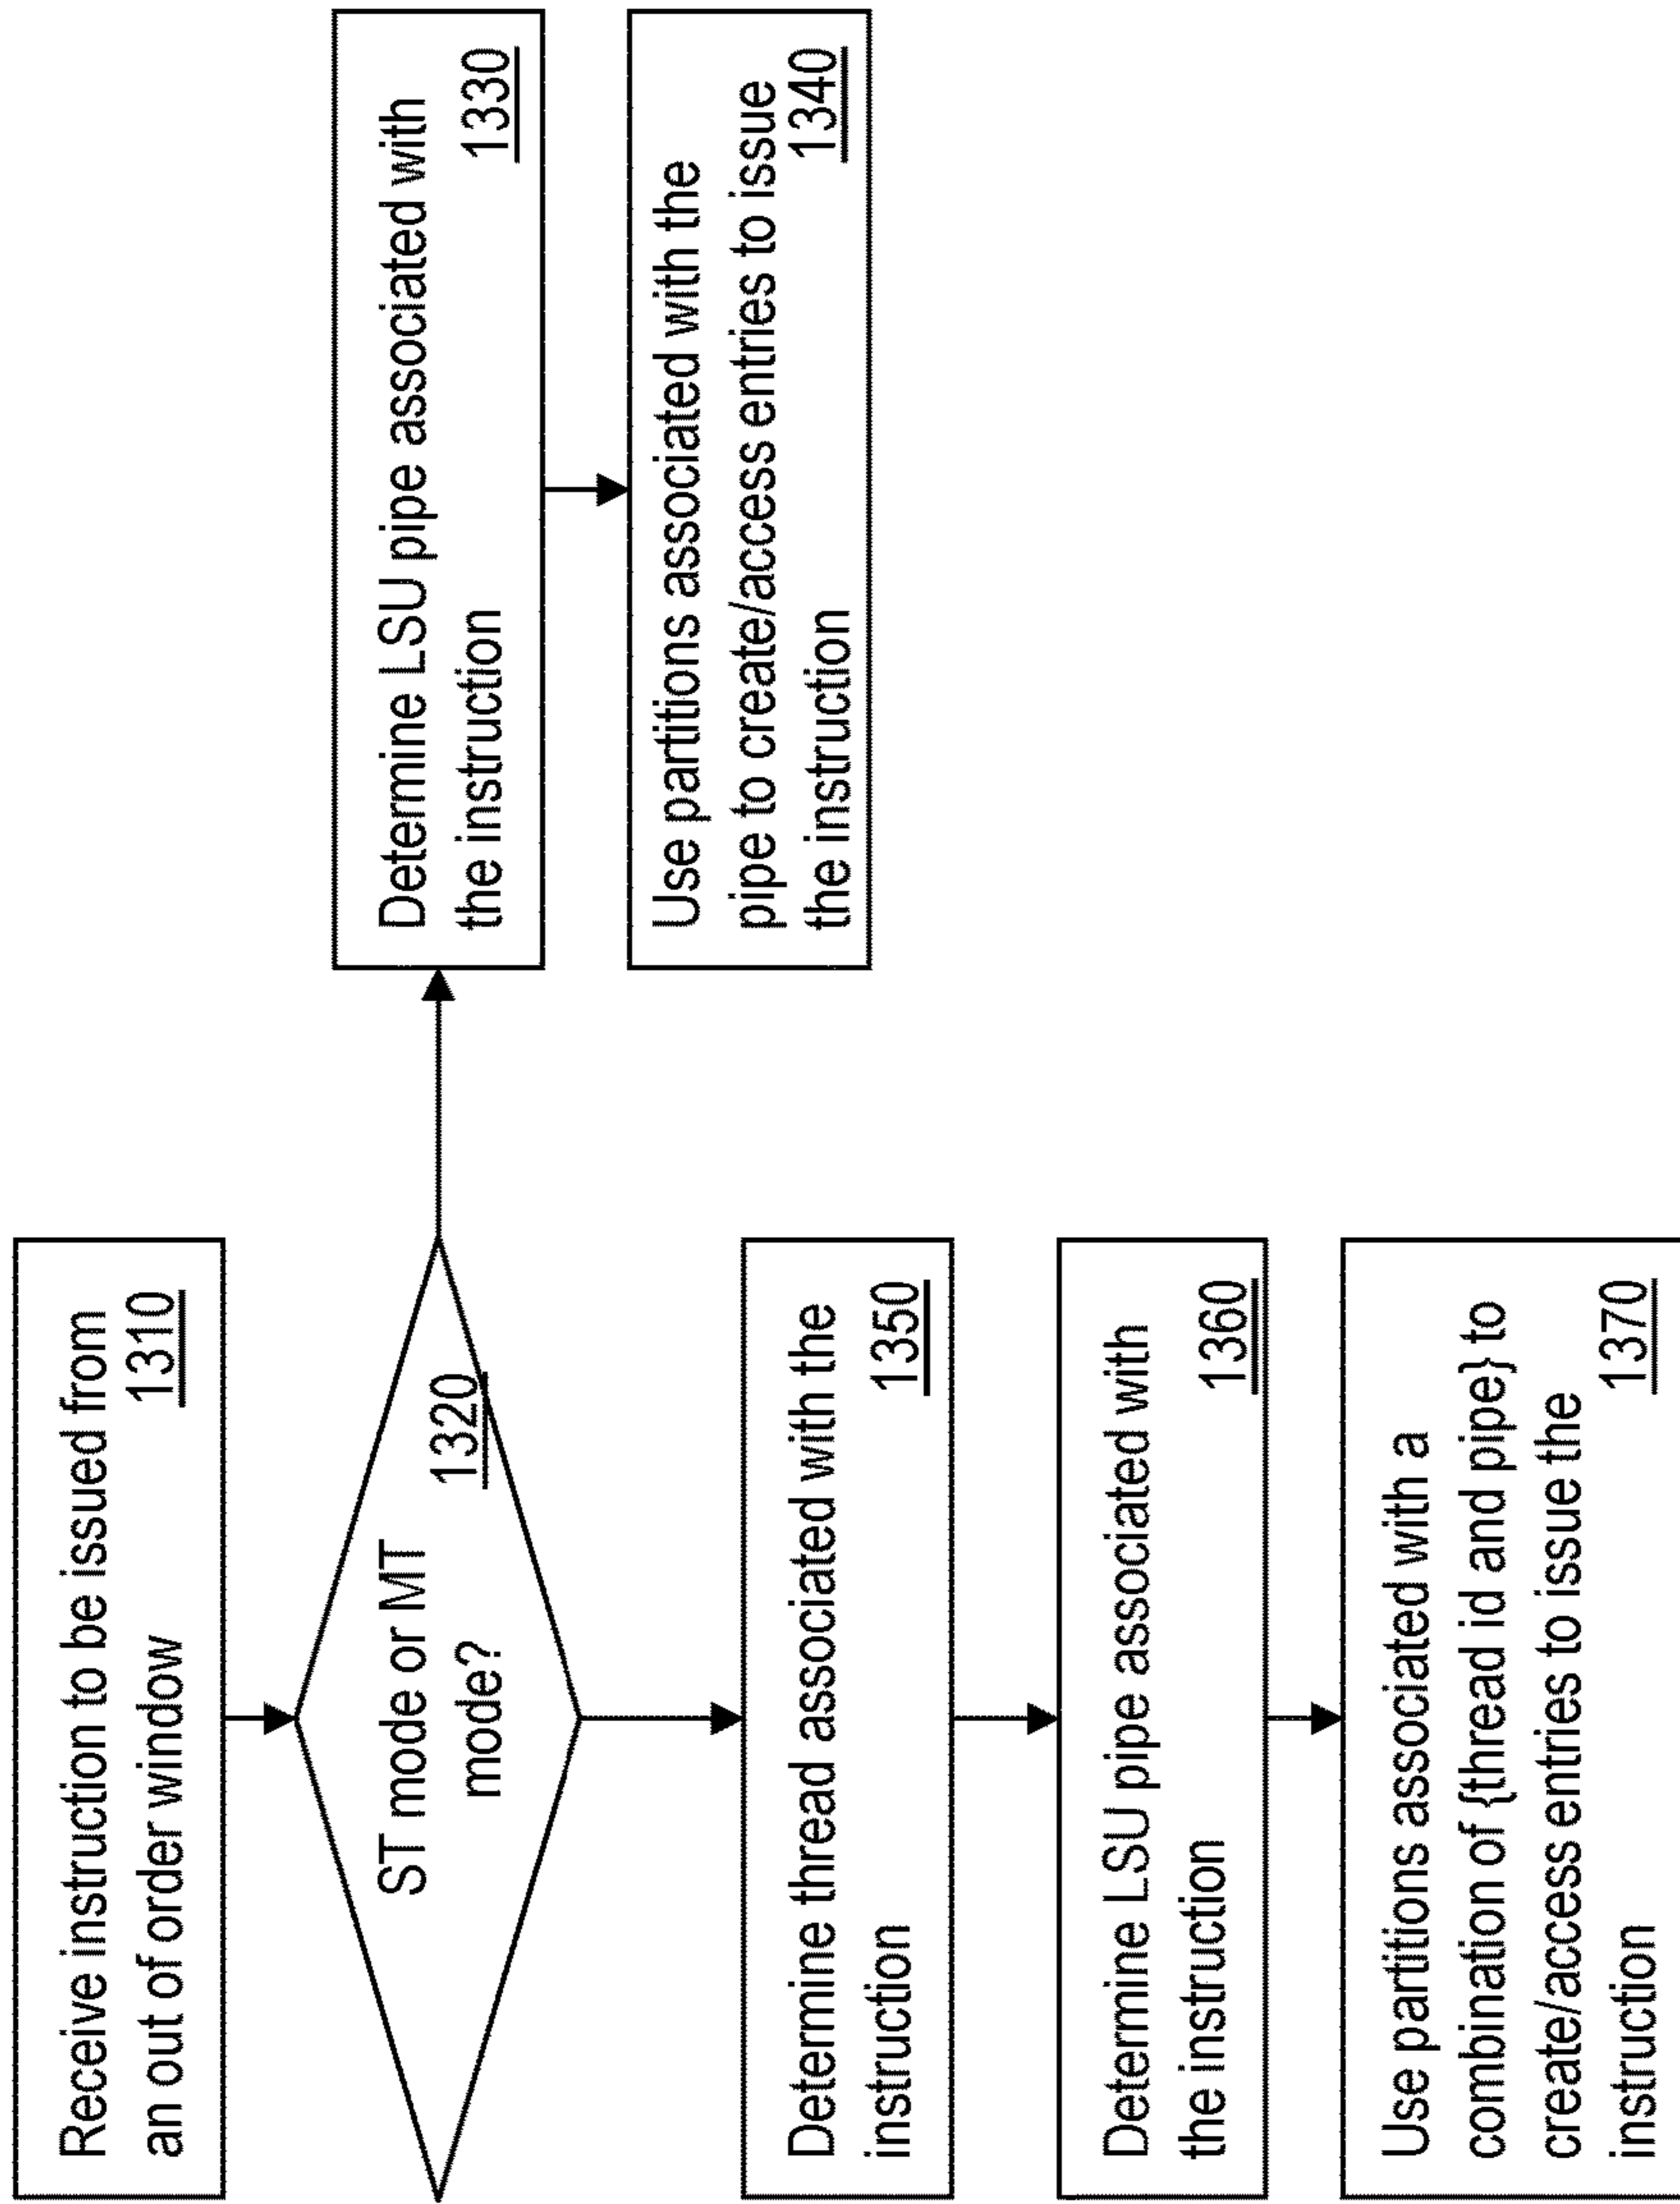 Receive instruction to be issued from
an out of order window
1310
ST mode or MT
mode?
1320
Determine LSU pipe associated with
the instruction
1330
Use partitions associated with the
pipe to create/access entries to issue
the instruction
1340
Determine thread associated with the
instruction
1350
Determine LSU pipe associated with
the instruction
1360
Use partitions associated with a
combination of {thread id and pipe} to
create/access entries to issue the
instruction
1370